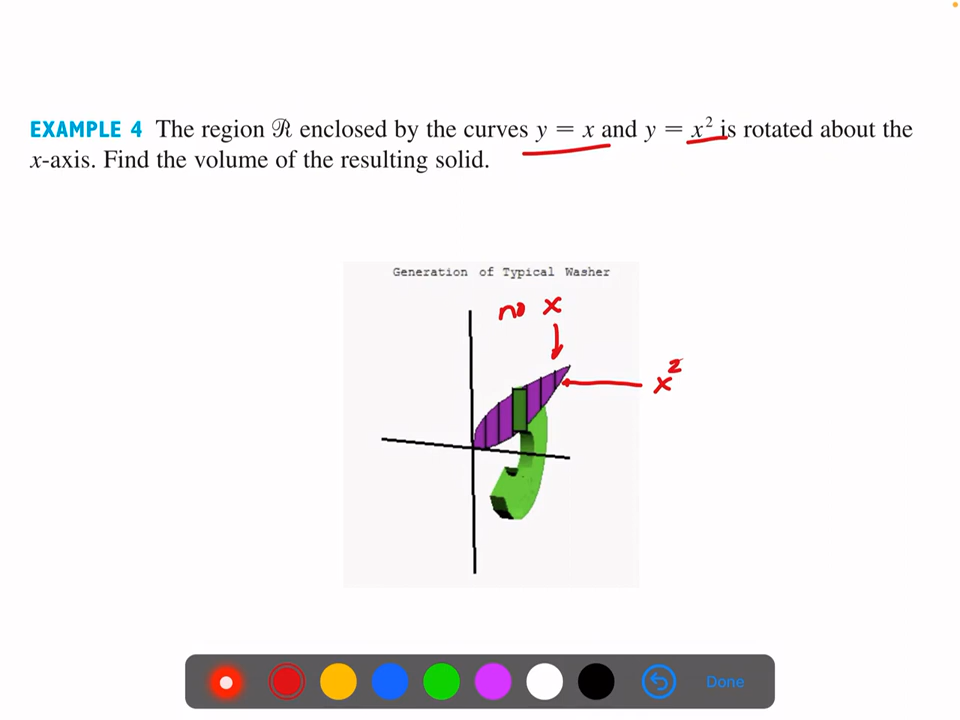 EXAMPLE 4 The region ℛ enclosed by the curves y = x and y = x² is rotated about the
x-axis. Find the volume of the resulting solid.
Generation of Typical Washer
no x
x²
Done